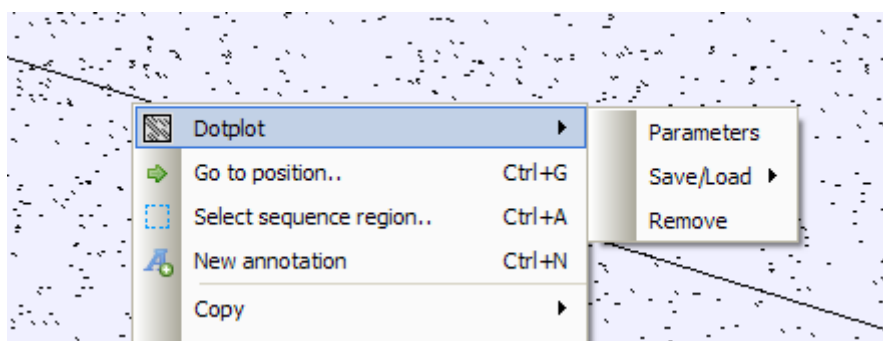 Dotplot
Go to position.. Ctrl+G
Select sequence region.. Ctrl+A
New annotation Ctrl+N
Copy
Parameters
Save/Load
Remove